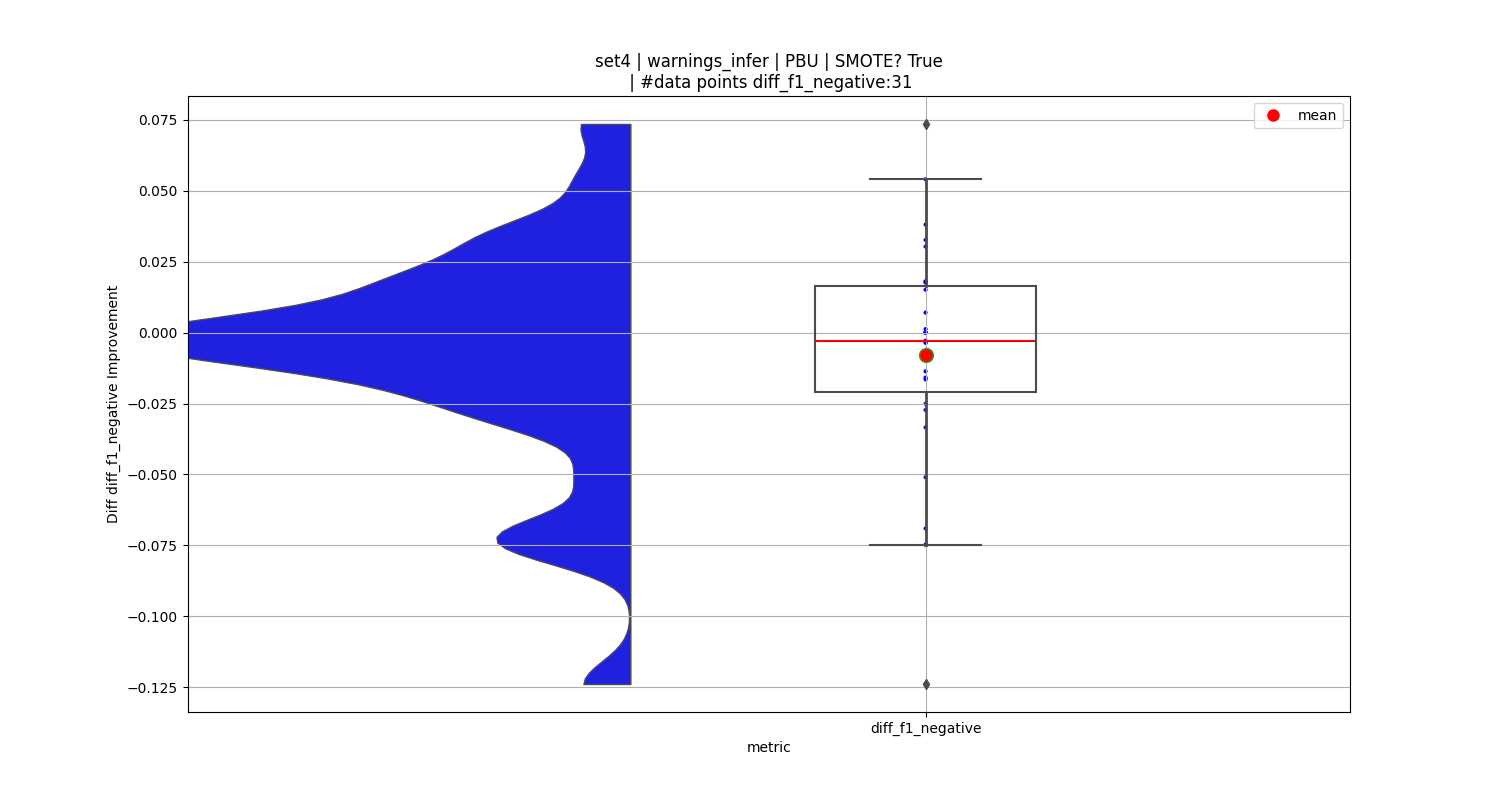 set4 | warnings_infer | PBU | SMOTE? True
| #data points diff_f1_negative:31
mean
0.075
0.050
0.025
0.000
−0.025
−0.050
−0.075
−0.100
−0.125
Diff diff_f1_negative Improvement
diff_f1_negative
metric